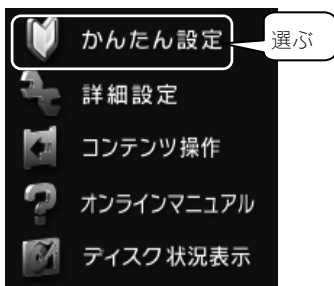 かんたん設定
選ぶ
詳細設定
コンテンツ操作
オンラインマニュアル
ディスク状況表示